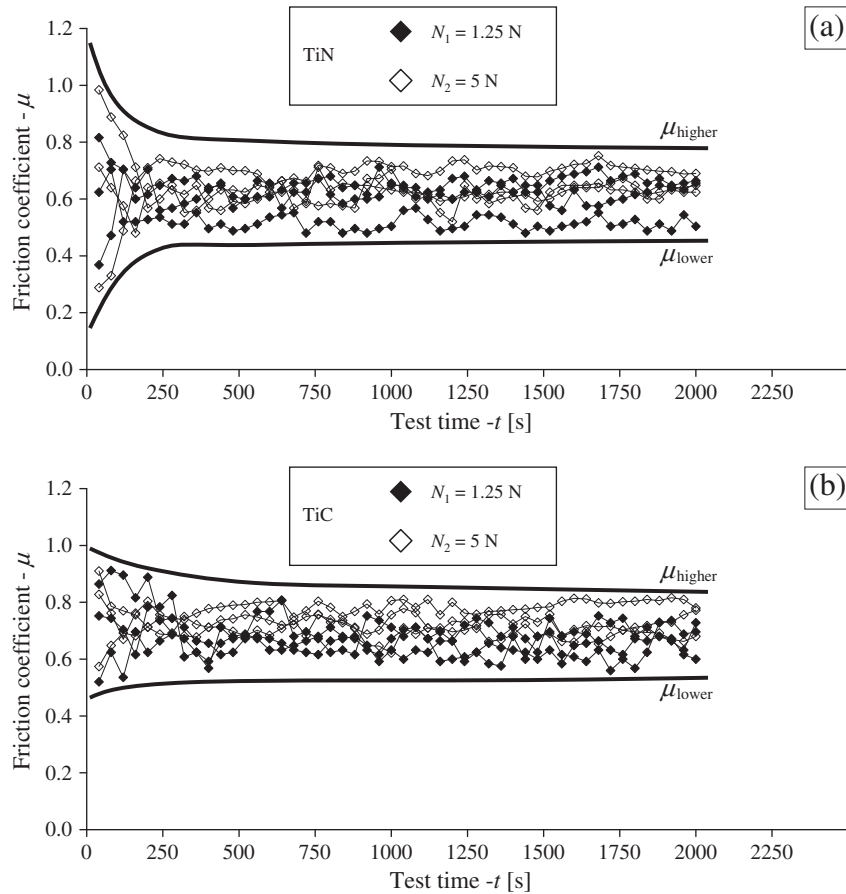 (a)
TiN
N₁ = 1.25 N
N₂ = 5 N
Friction coefficient - μ
1.2
1.0
0.8
0.6
0.4
0.2
0.0
μhigher
μlower
0 250 500 750 1000 1250 1500 1750 2000 2250
Test time -t [s]
(b)
TiC
N₁ = 1.25 N
N₂ = 5 N
Friction coefficient - μ
1.2
1.0
0.8
0.6
0.4
0.2
0.0
μhigher
μlower
0 250 500 750 1000 1250 1500 1750 2000 2250
Test time -t [s]